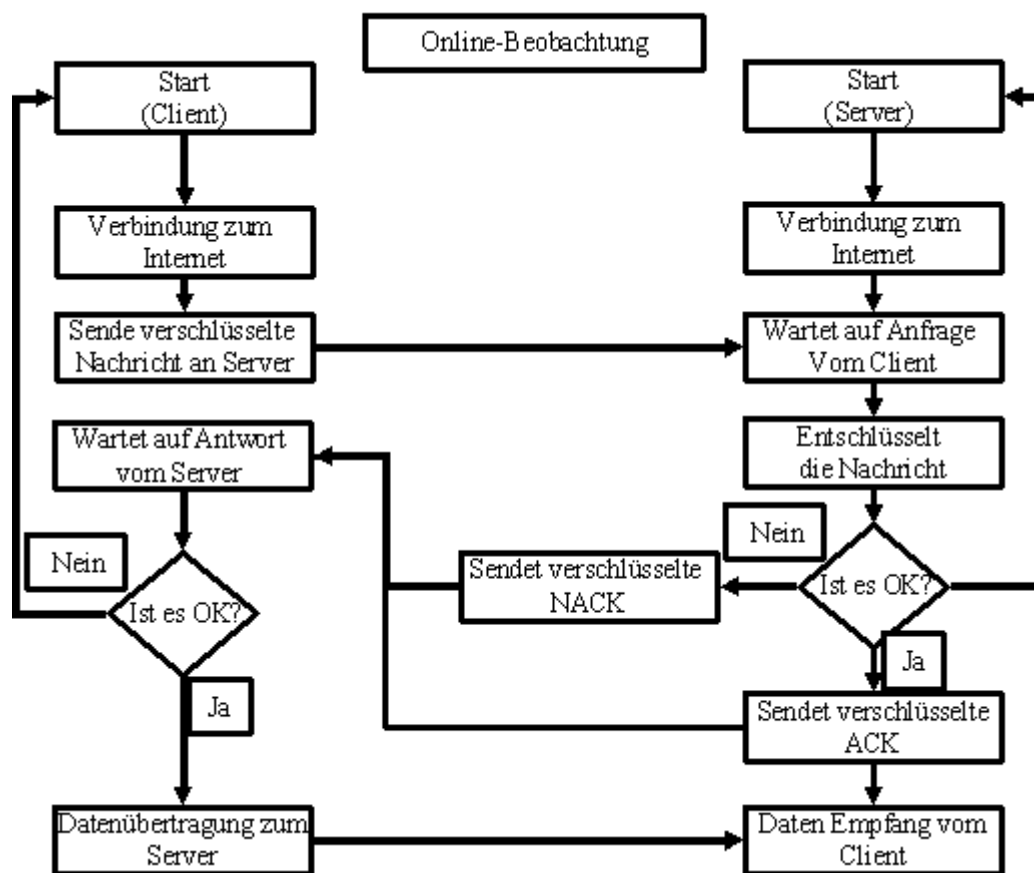 Online-Beobachtung
Start
(Client)
Start
(Server)
Verbindung zum
Internet
Verbindung zum
Internet
Sende verschlüsselte
Nachricht an Server
Wartet auf Anfrage
Vom Client
Wartet auf Antwort
vom Server
Entschlüsselt
die Nachricht
Nein
Ist es OK?
Ja
Sendet verschlüsselte
NACK
Nein
Ist es OK?
Ja
Sendet verschlüsselte
ACK
Datenübertragung zum
Server
Daten Empfang vom
Client